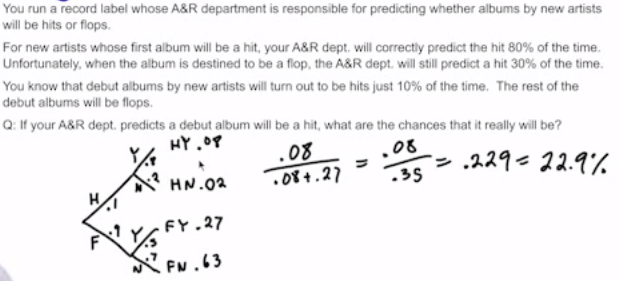 You run a record label whose A&R department is responsible for predicting whether albums by new artists
will be hits or flops.
For new artists whose first album will be a hit, your A&R dept. will correctly predict the hit 80% of the time.
Unfortunately, when the album is destined to be a flop, the A&R dept. will still predict a hit 30% of the time.
You know that debut albums by new artists will turn out to be hits just 10% of the time. The rest of the
debut albums will be flops.
Q: If your A&R dept. predicts a debut album will be a hit, what are the chances that it really will be?
Y .8 HY .08
N .2 HN .02
H .1
F .9
Y .3 FY .27
N .7 FN .63
.08 / .08+.27 = .08 / .35 = .229 = 22.9%